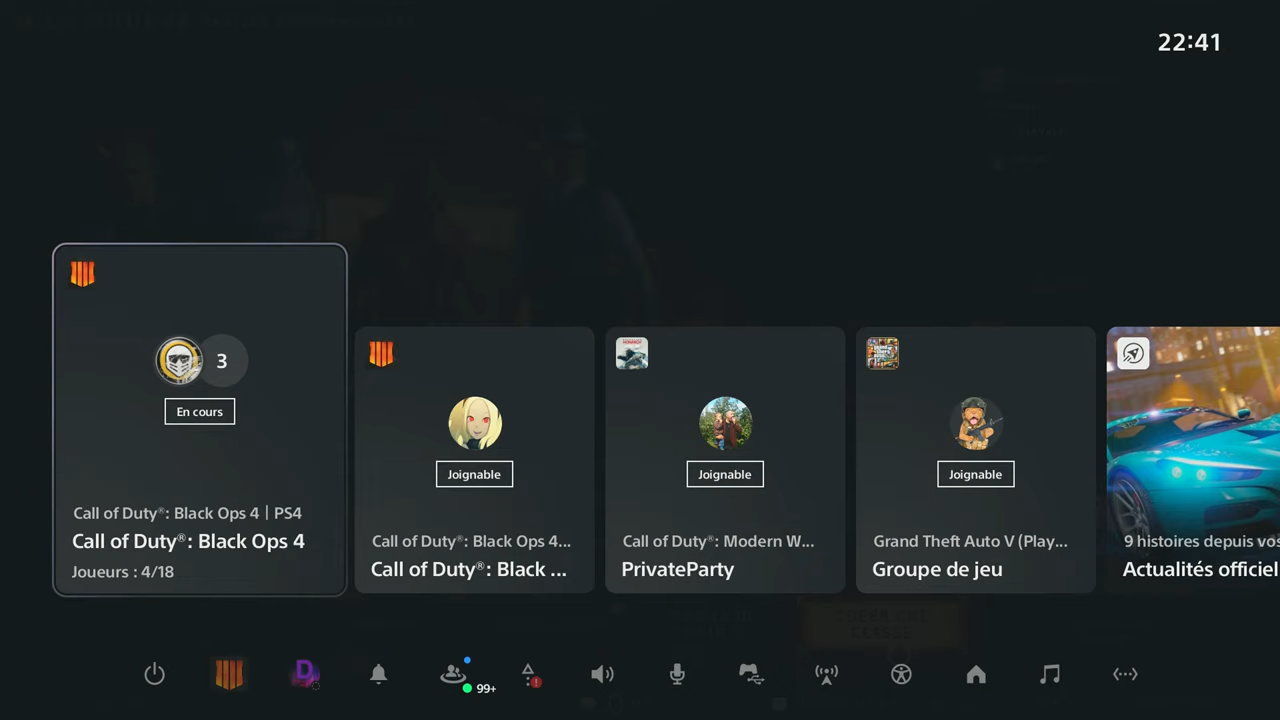 22:41
3
En cours
Call of Duty®: Black Ops 4 | PS4
Call of Duty®: Black Ops 4
Joueurs : 4/18
Joignable
Call of Duty®: Black Ops 4...
Call of Duty®: Black ...
Joignable
Call of Duty®: Modern W...
PrivateParty
Joignable
Grand Theft Auto V (Play...
Groupe de jeu
9 histoires depuis vos
Actualités officiel
D
99+